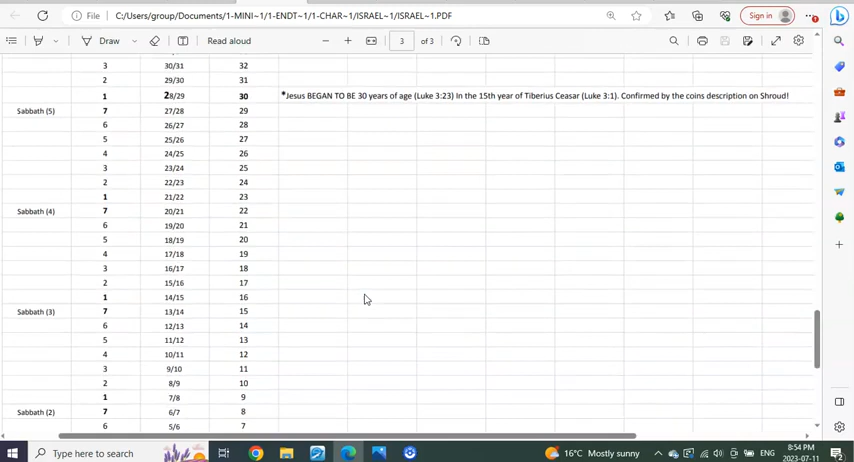 File C:/Users/group/Documents/1-MINI~1/1-ENDT~1/1-CHAR~1/ISRAEL~1/ISRAEL~1.PDF Sign in
Draw Read aloud 3 of 3
3 30/31 32
2 29/30 31
1 28/29 30 *Jesus BEGAN TO BE 30 years of age (Luke 3:23) In the 15th year of Tiberius Ceasar (Luke 3:1). Confirmed by the coins description on Shroud!
Sabbath (5) 7 27/28 29
6 26/27 28
5 25/26 27
4 24/25 26
3 23/24 25
2 22/23 24
1 21/22 23
Sabbath (4) 7 20/21 22
6 19/20 21
5 18/19 20
4 17/18 19
3 16/17 18
2 15/16 17
1 14/15 16
Sabbath (3) 7 13/14 15
6 12/13 14
5 11/12 13
4 10/11 12
3 9/10 11
2 8/9 10
1 7/8 9
Sabbath (2) 7 6/7 8
6 5/6 7
Type here to search 16°C Mostly sunny ENG 8:54 PM
2023-07-11